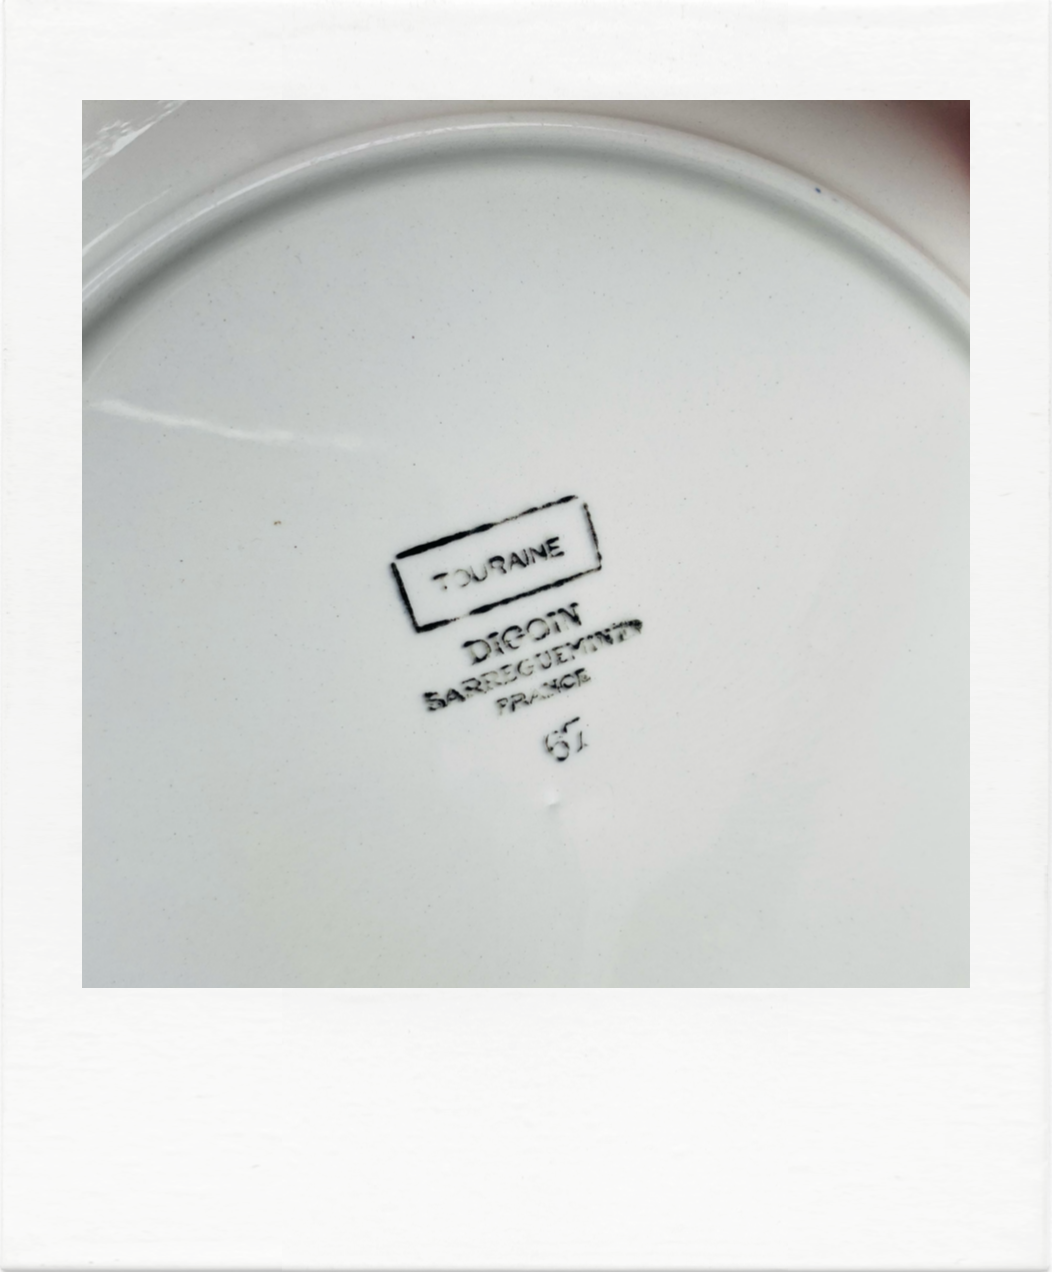 TOURAINE
DIGOIN
SARREGUEMINES
FRANCE
67